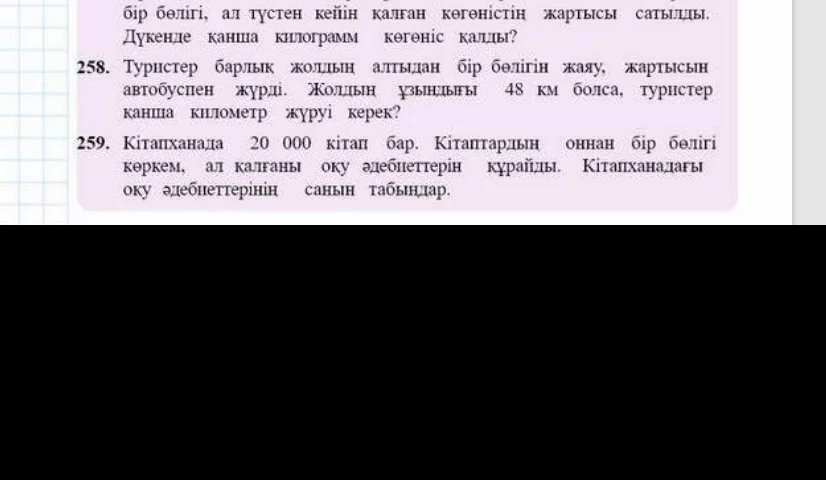 бір бөлігі, ал түстен кейін қалған көгөністің жартысы сатылды.
Дүкенде қанша килограмм көгөніс қалды?
258. Туристер барлық жолдың алтыдан бір бөлігін жаяу, жартысын
автобуспен жүрді. Жолдың ұзындығы 48 км болса, туристер
қанша километр жүруі керек?
259. Кітапханада 20 000 кітап бар. Кітаптардың оннан бір бөлігі
көркем, ал қалғаны оқу әдебиеттерін құрайды. Кітапханадағы
оқу әдебиеттерінің санын табыңдар.